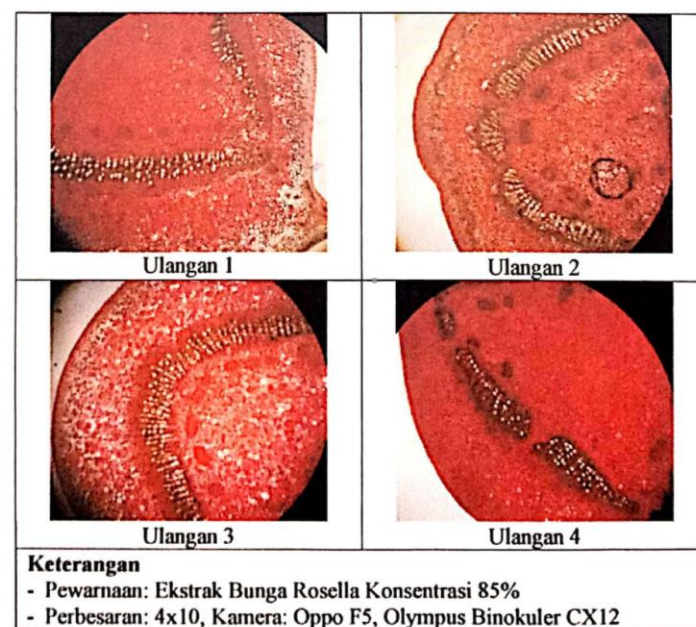 Ulangan 1
Ulangan 2
Ulangan 3
Ulangan 4
Keterangan
- Pewarnaan: Ekstrak Bunga Rosella Konsentrasi 85%
- Perbesaran: 4x10, Kamera: Oppo F5, Olympus Binokuler CX12